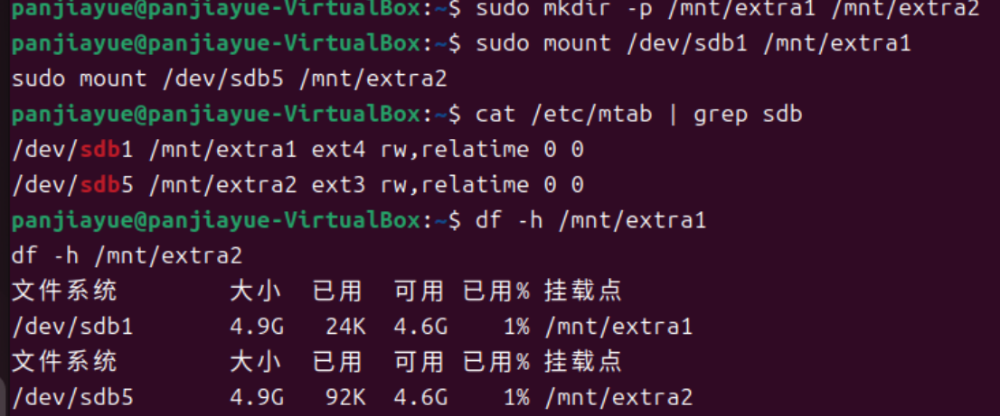 panjiayue@panjiayue-VirtualBox:~$ sudo mkdir -p /mnt/extra1 /mnt/extra2
panjiayue@panjiayue-VirtualBox:~$ sudo mount /dev/sdb1 /mnt/extra1
sudo mount /dev/sdb5 /mnt/extra2
panjiayue@panjiayue-VirtualBox:~$ cat /etc/mtab | grep sdb
/dev/sdb1 /mnt/extra1 ext4 rw,relatime 0 0
/dev/sdb5 /mnt/extra2 ext3 rw,relatime 0 0
panjiayue@panjiayue-VirtualBox:~$ df -h /mnt/extra1
df -h /mnt/extra2
文件系统 大小 已用 可用 已用% 挂载点
/dev/sdb1 4.9G 24K 4.6G 1% /mnt/extra1
文件系统 大小 已用 可用 已用% 挂载点
/dev/sdb5 4.9G 92K 4.6G 1% /mnt/extra2